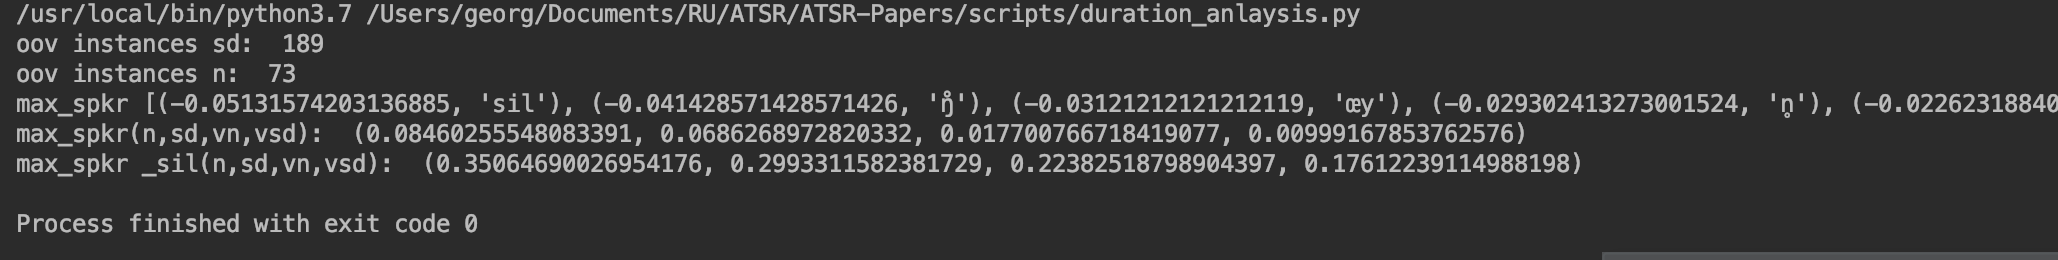 /usr/local/bin/python3.7 /Users/georg/Documents/RU/ATSR/ATSR-Papers/scripts/duration_anlaysis.py
oov instances sd:  189
oov instances n:  73
max_spkr [(-0.05131574203136885, 'sil'), (-0.041428571428571426, 'ŋ̊'), (-0.03121212121212119, 'œy'), (-0.029302413273001524, 'n̥'), (-0.02262318840
max_spkr(n,sd,vn,vsd):  (0.08460255548083391, 0.0686268972820332, 0.017700766718419077, 0.00999167853762576)
max_spkr _sil(n,sd,vn,vsd):  (0.35064690026954176, 0.2993311582381729, 0.22382518798904397, 0.17612239114988198)
Process finished with exit code 0